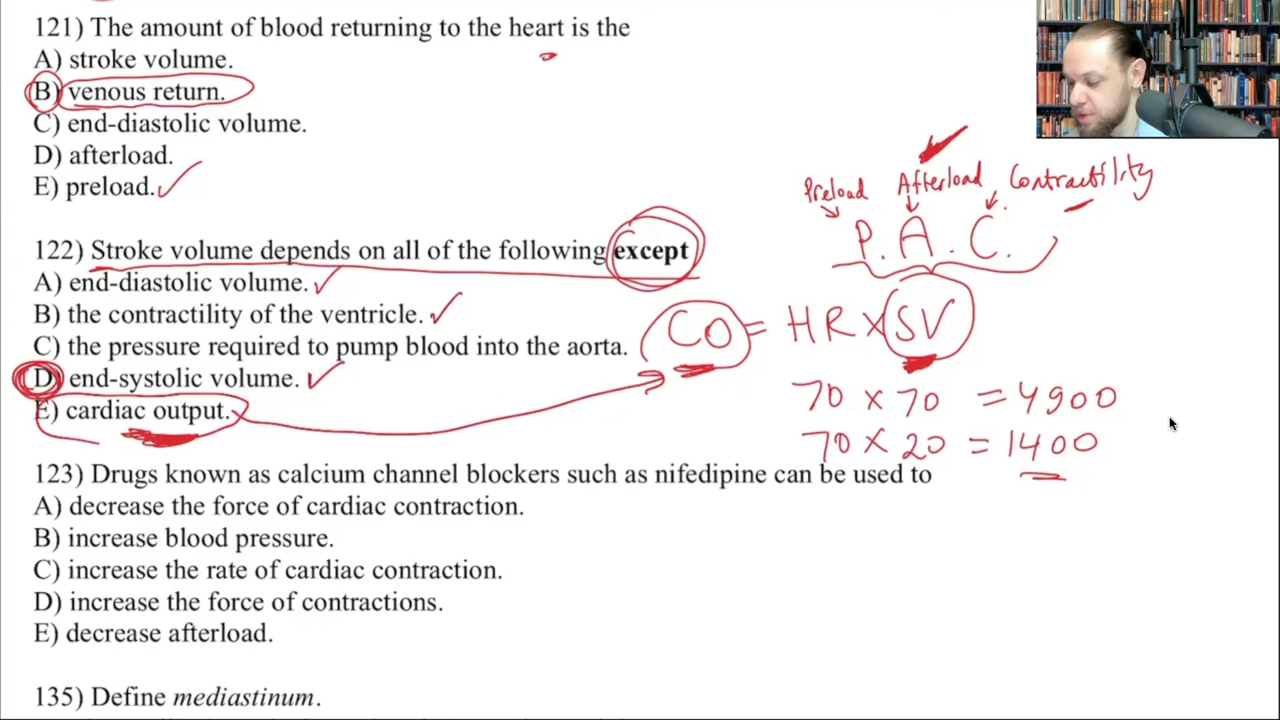 121) The amount of blood returning to the heart is the
A) stroke volume.
B) venous return.
C) end-diastolic volume.
D) afterload.
E) preload.
Preload Afterload Contractility
P.A.C.
122) Stroke volume depends on all of the following except
A) end-diastolic volume.
B) the contractility of the ventricle.
C) the pressure required to pump blood into the aorta.
D) end-systolic volume.
E) cardiac output.
CO = HR x SV
70 x 70 = 4900
70 x 20 = 1400
123) Drugs known as calcium channel blockers such as nifedipine can be used to
A) decrease the force of cardiac contraction.
B) increase blood pressure.
C) increase the rate of cardiac contraction.
D) increase the force of contractions.
E) decrease afterload.
135) Define mediastinum.